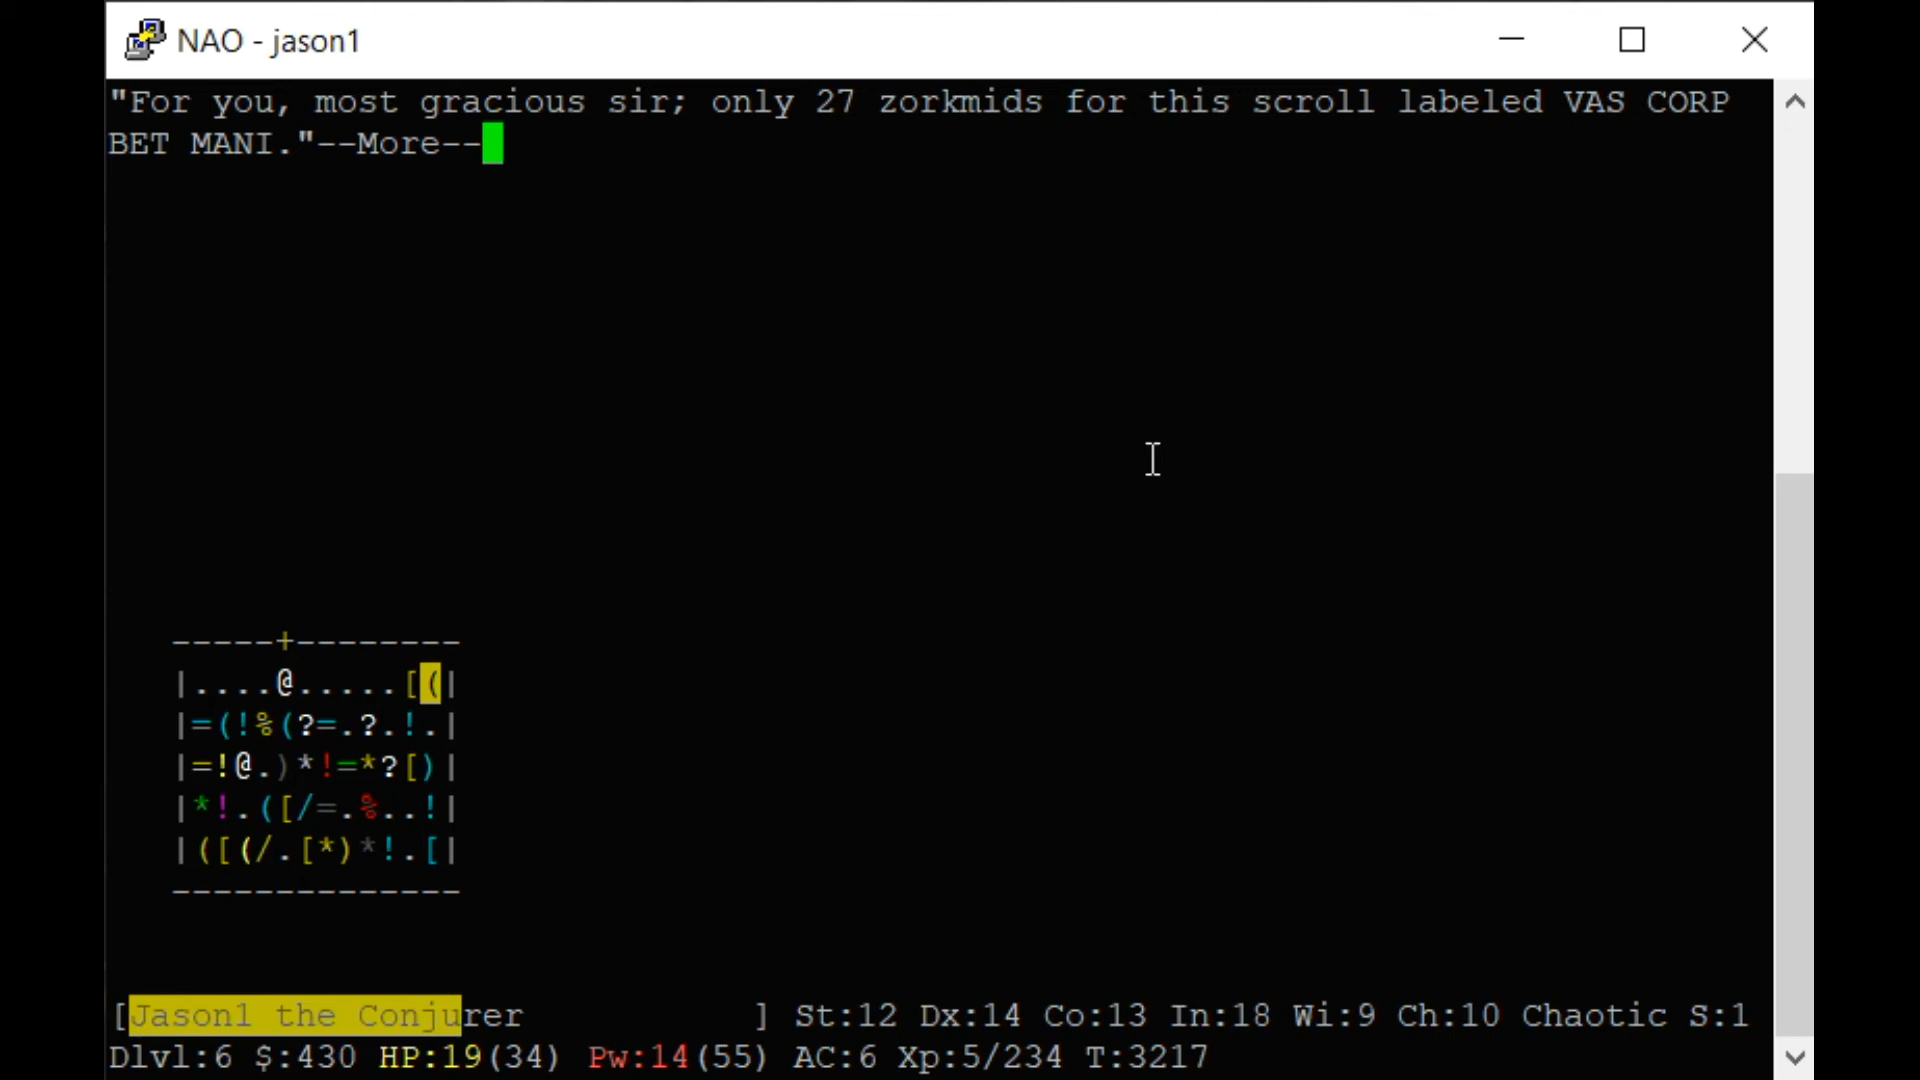 NAO - jason1
"For you, most gracious sir; only 27 zorkmids for this scroll labeled VAS CORP
BET MANI."--More--
-----+--------
|....@.....[(|
|=(!%(?=.?.!.|
|=!@.)*!=*?[)|
|*!.([/=.%..!|
|([(/.[*)*!.[|
--------------
[Jason1 the Conjurer           ] St:12 Dx:14 Co:13 In:18 Wi:9 Ch:10 Chaotic S:1
Dlvl:6 $:430 HP:19(34) Pw:14(55) AC:6 Xp:5/234 T:3217